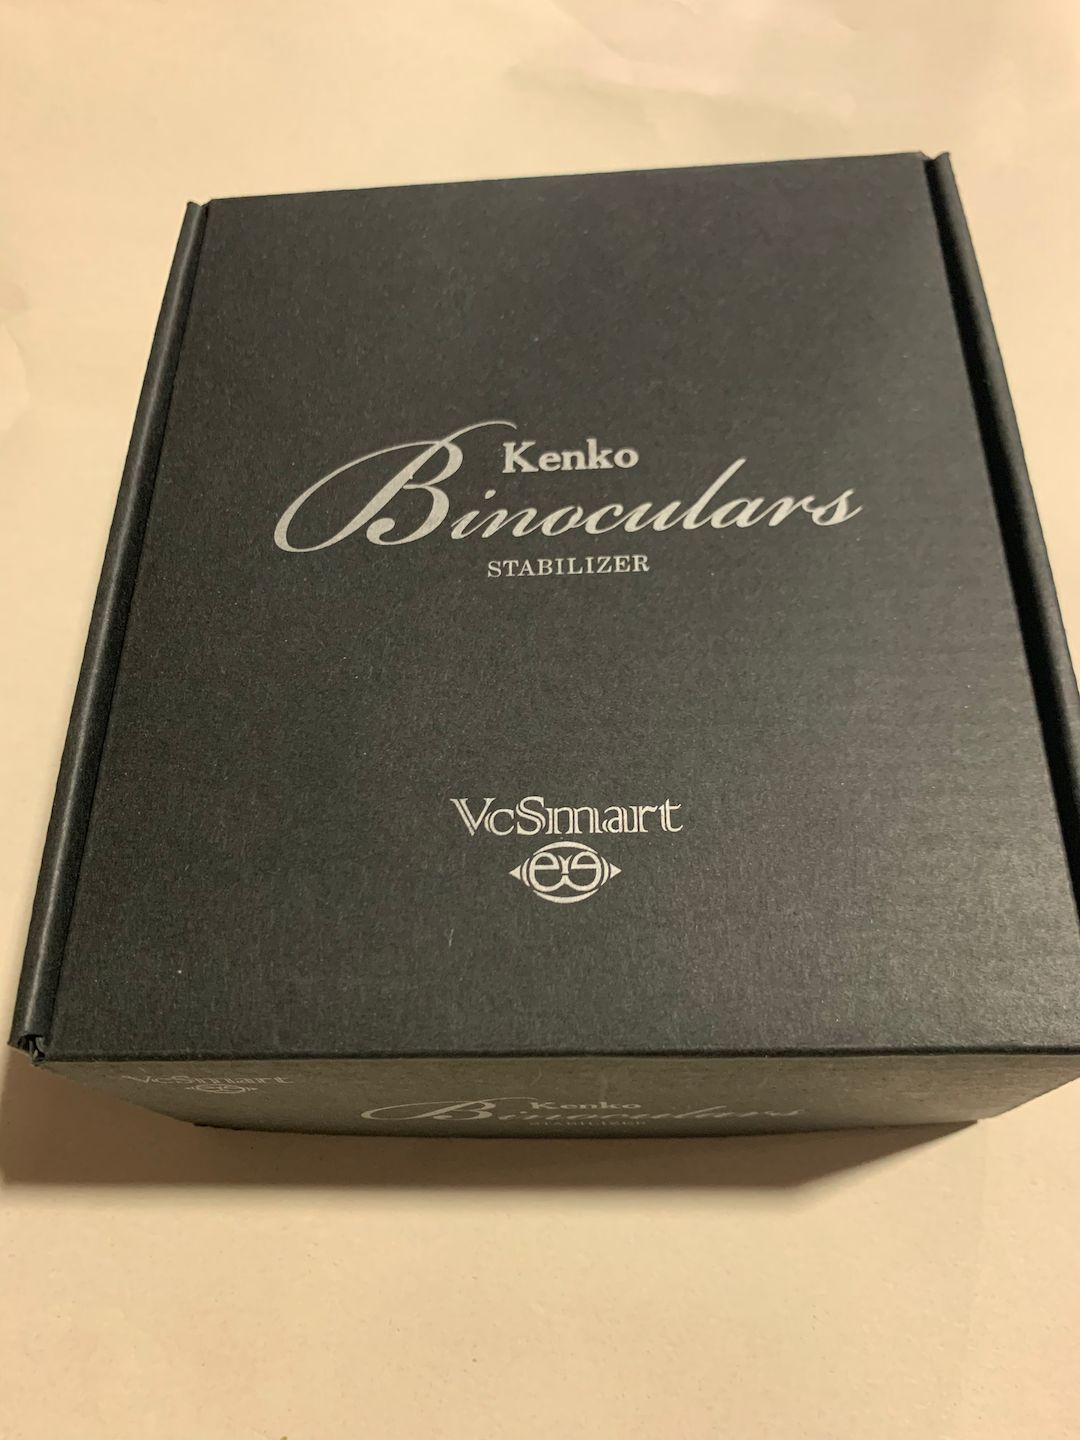 Kenko
Binoculars
STABILIZER
VcSmart
VcSmart
Kenko
Binoculars
STABILIZER